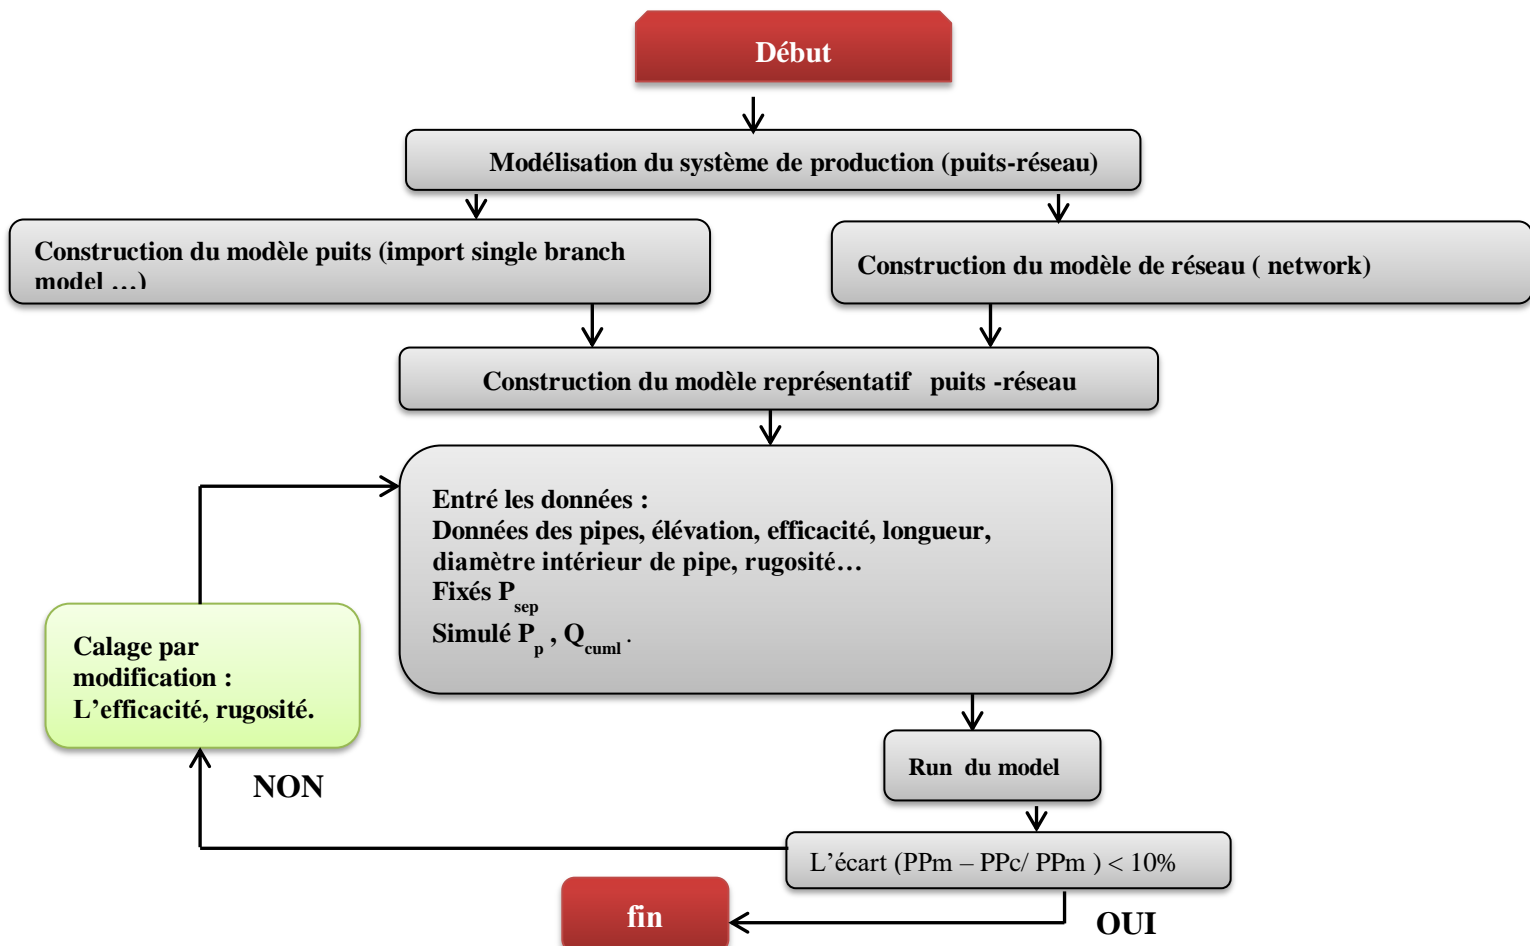 Début
Modélisation du système de production (puits-réseau)
Construction du modèle puits (import single branch
model …)
Construction du modèle de réseau ( network)
Construction du modèle représentatif puits -réseau
Entré les données :
Données des pipes, élévation, efficacité, longueur,
diamètre intérieur de pipe, rugosité…
Fixés P_sep
Simulé P_p , Q_cuml .
Calage par
modification :
L’efficacité, rugosité.
NON
Run du model
L’écart (PPm – PPc/ PPm ) < 10%
fin
OUI